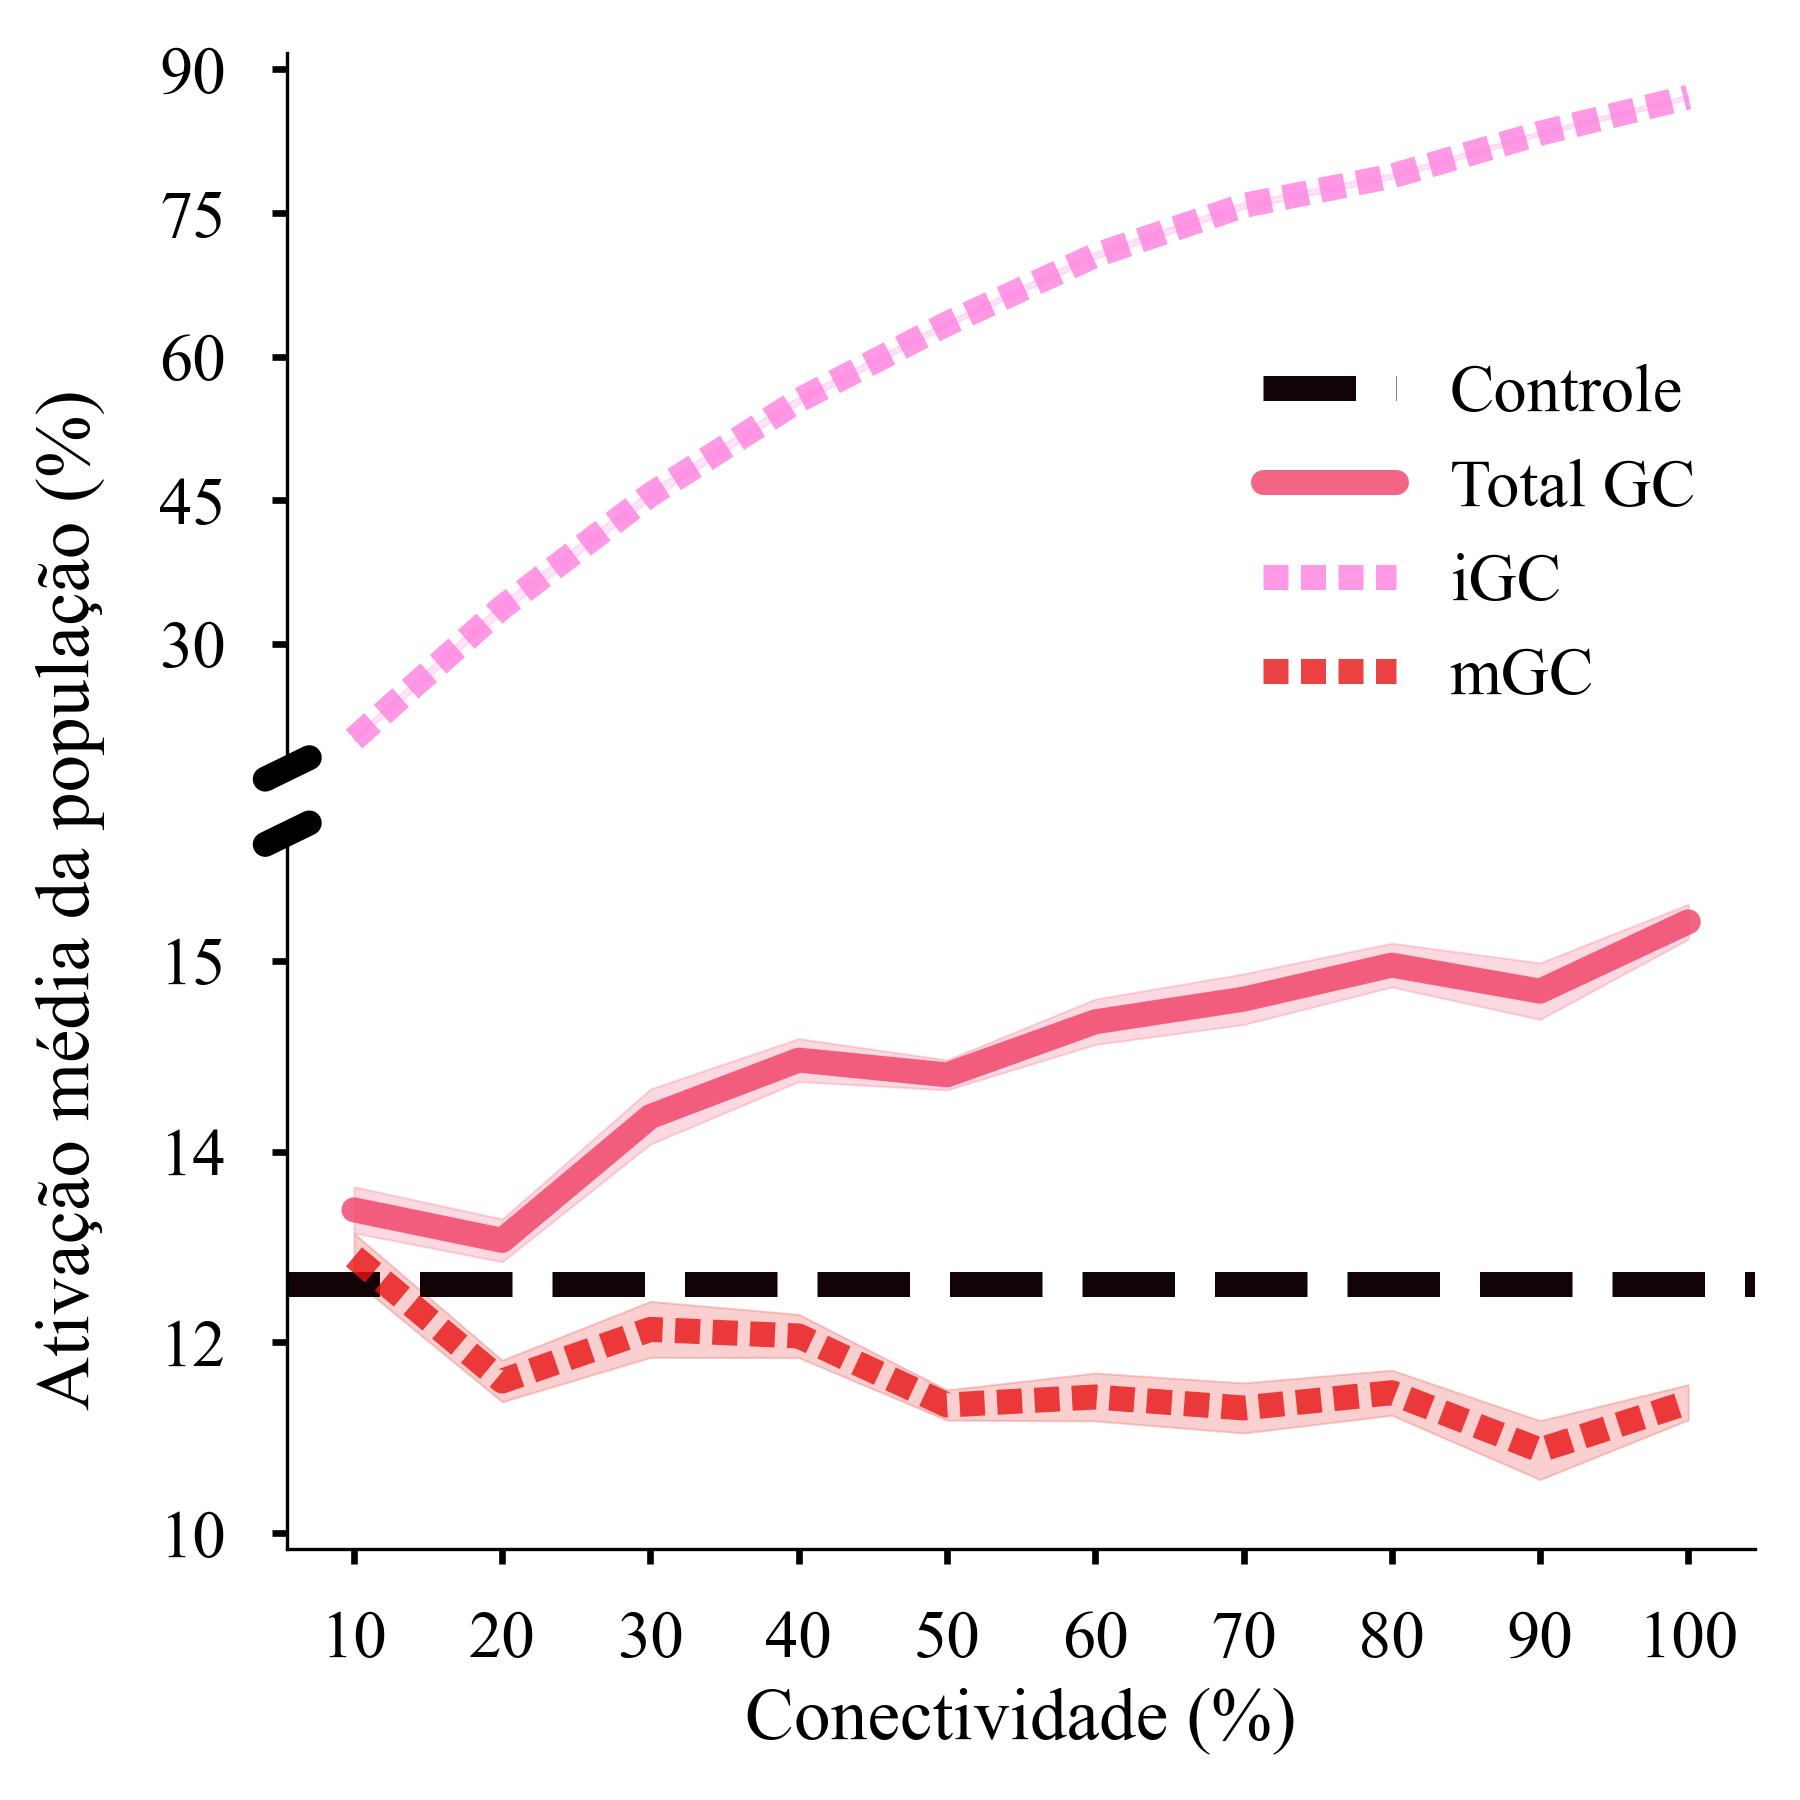 Ativação média da população (%)
90
75
60
45
30
15
14
12
10
Controle
Total GC
iGC
mGC
10 20 30 40 50 60 70 80 90 100
Conectividade (%)